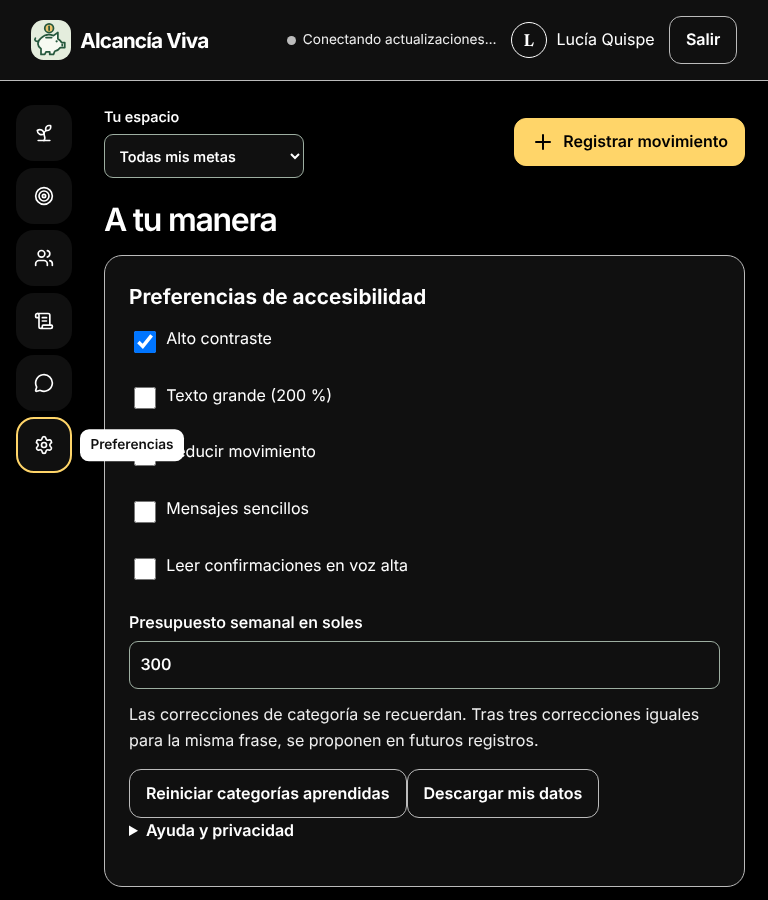 Alcancía Viva
Conectando actualizaciones...
L
Lucía Quispe
Salir
Tu espacio
Todas mis metas
Registrar movimiento
A tu manera
Preferencias de accesibilidad
Alto contraste
Texto grande (200 %)
Preferencias
educir movimiento
Mensajes sencillos
Leer confirmaciones en voz alta
Presupuesto semanal en soles
300
Las correcciones de categoría se recuerdan. Tras tres correcciones iguales
para la misma frase, se proponen en futuros registros.
Reiniciar categorías aprendidas
Descargar mis datos
Ayuda y privacidad